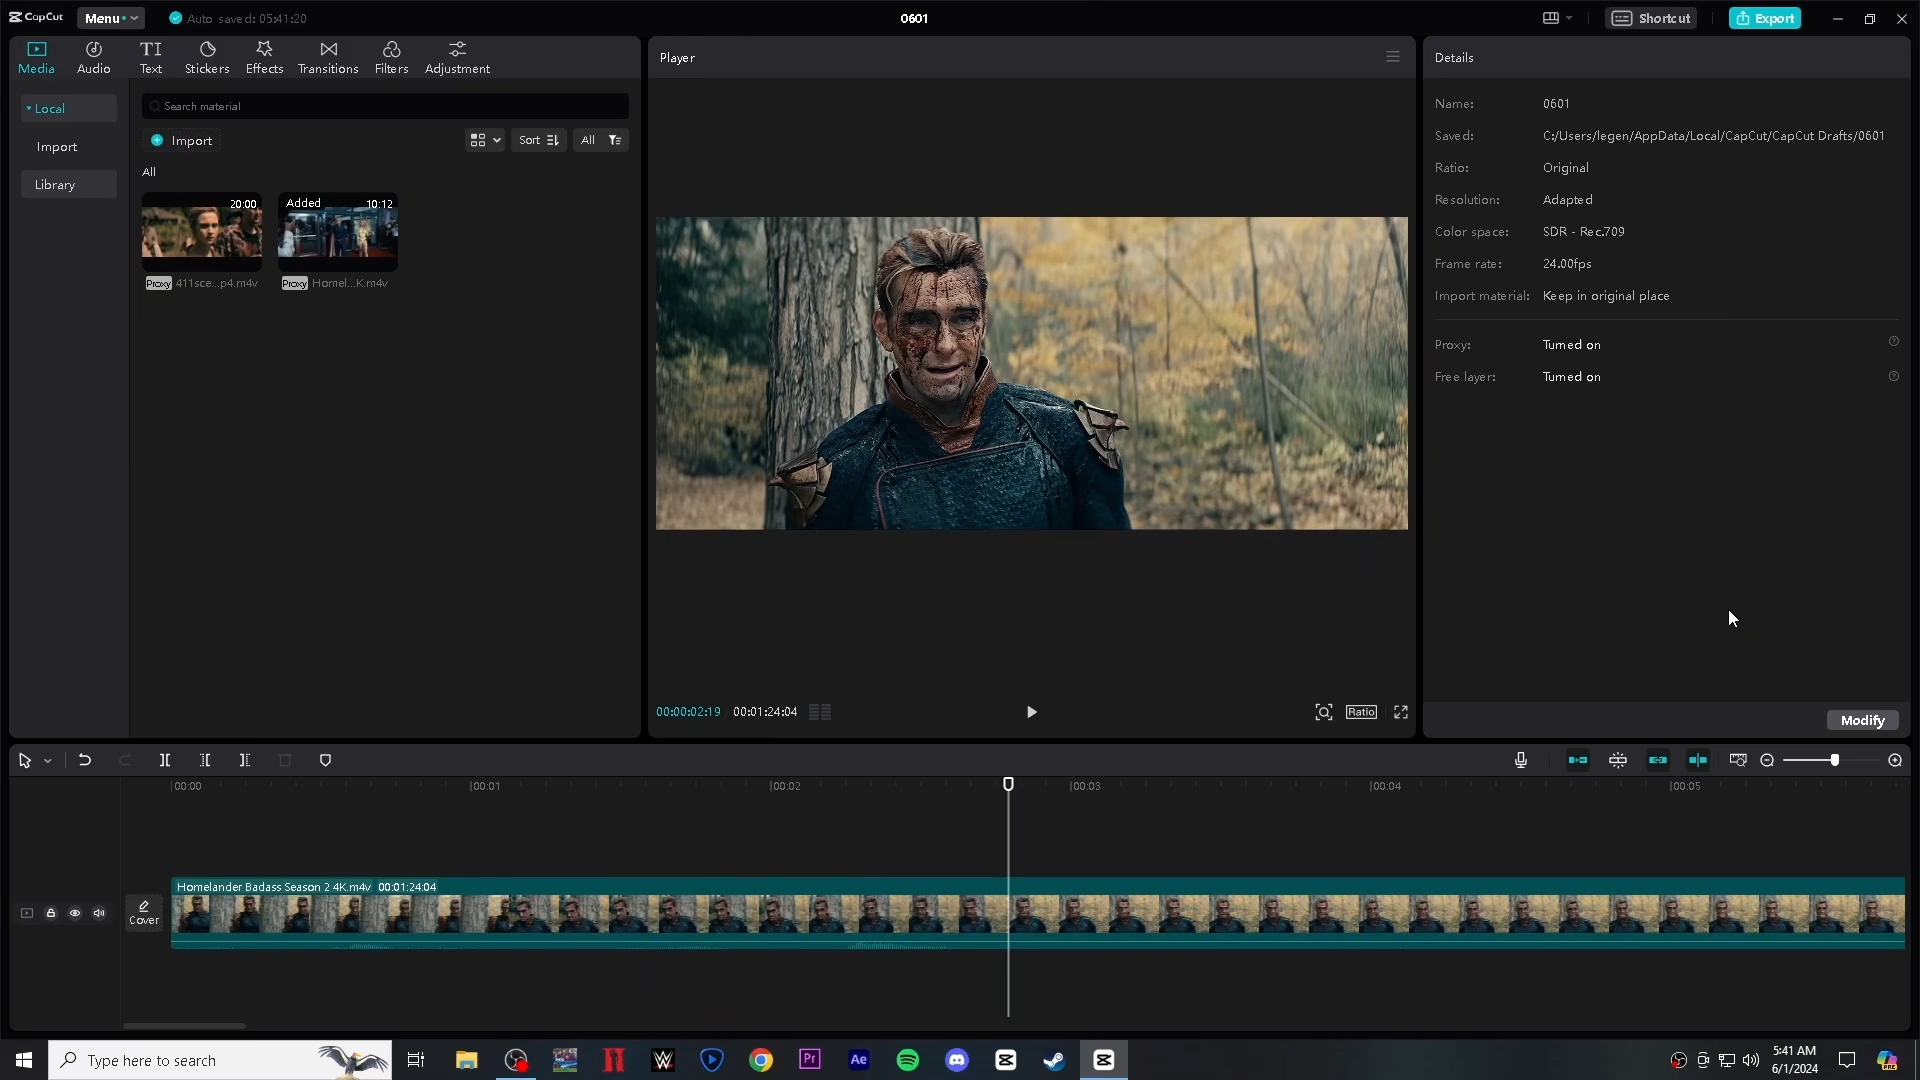 CapCut
Menu
Auto saved: 05:41:20
0601
Shortcut
Export
Media
Audio
Text
Stickers
Effects
Transitions
Filters
Adjustment
Local
Import
Library
Search material
Import
Sort
All
All
20:00
Added
10:12
Proxy
411sce...p4.m4v
Proxy
Homel...K.m4v
Player
00:00:02:19
00:01:24:04
Ratio
Details
Name: 0601
Saved: C:/Users/legen/AppData/Local/CapCut/CapCut Drafts/0601
Ratio: Original
Resolution: Adapted
Color space: SDR - Rec.709
Frame rate: 24.00fps
Import material: Keep in original place
Proxy: Turned on
Free layer: Turned on
Modify
00:00
00:01
00:02
00:03
00:04
00:05
Homelander Badass Season 2 4K.m4v 00:01:24:04
Cover
Type here to search
W
Pr
Ae
5:41 AM
6/1/2024
PRE